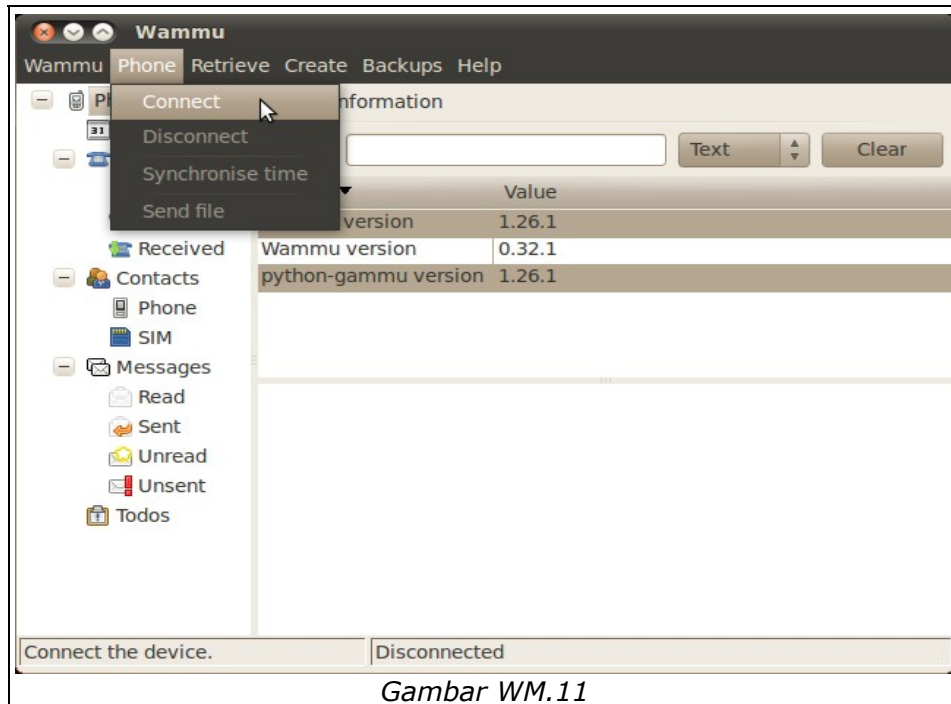 Wammu
Wammu Phone Retrieve Create Backups Help
Connect
Disconnect
Synchronise time
Send file
Text
Clear
Value
version 1.26.1
Wammu version 0.32.1
python-gammu version 1.26.1
31
Received
Contacts
Phone
SIM
Messages
Read
Sent
Unread
Unsent
Todos
Connect the device.
Disconnected
Gambar WM.11